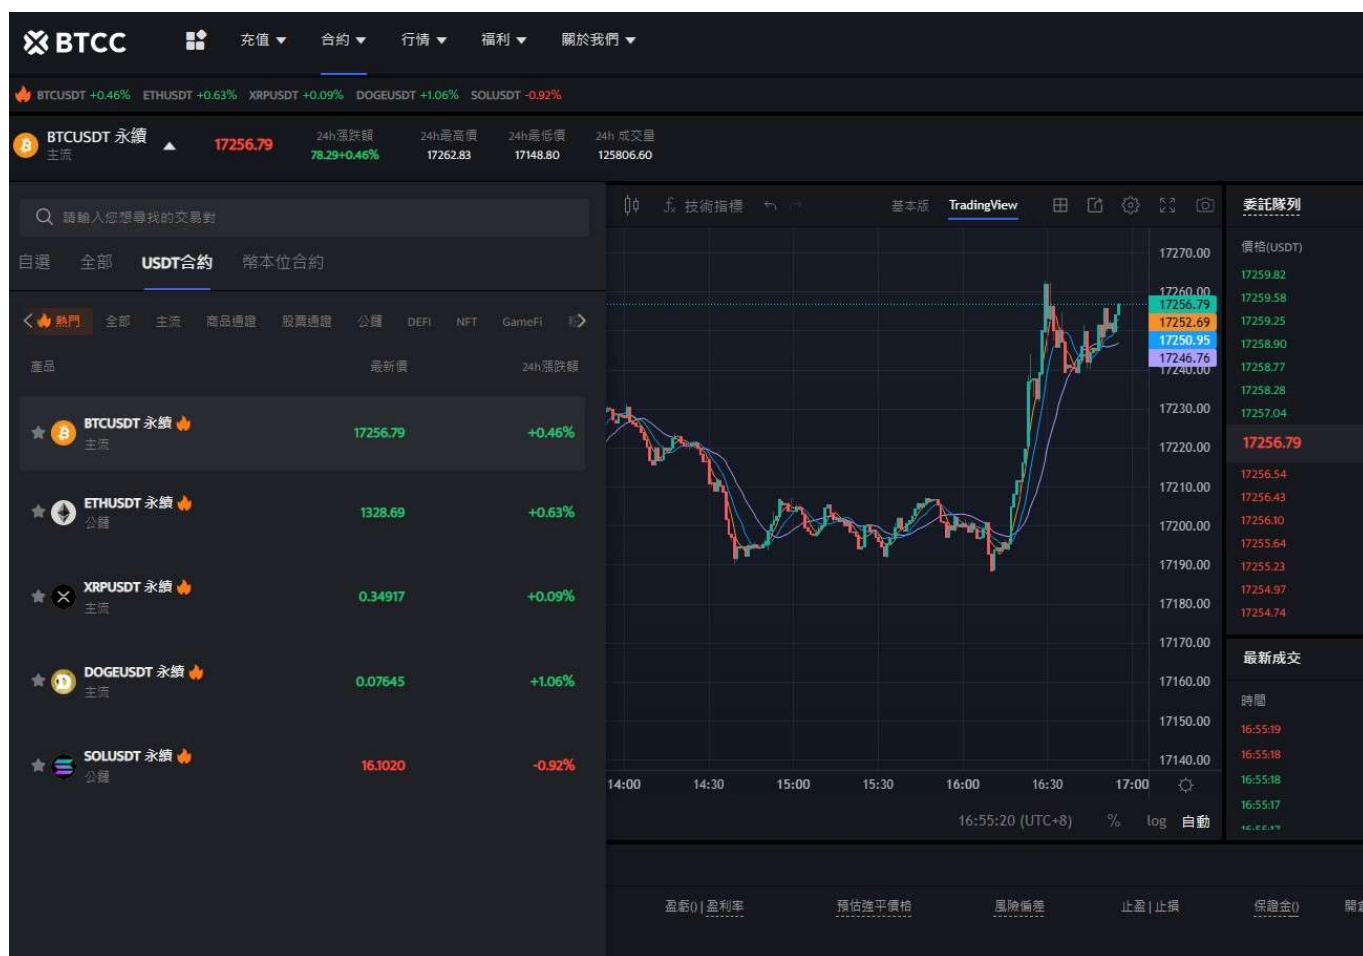 BTCC
充值
合約
行情
福利
關於我們
BTCUSDT +0.46% ETHUSDT +0.63% XRPUSDT +0.09% DOGEUSDT +1.06% SOLUSDT -0.92%
BTCUSDT 永續
主流
17256.79
24h漲跌額
78.29+0.46%
24h最高價
17262.83
24h最低價
17148.80
24h 成交量
125806.60
請輸入您想尋找的交易對
自選 全部 USDT合約 幣本位合約
熱門 全部 主流 商品通證 股票通證 公鏈 DEFI NFT GameFi
產品 最新價 24h漲跌額
BTCUSDT 永續 17256.79 +0.46%
主流
ETHUSDT 永續 1328.69 +0.63%
公鏈
XRPUSDT 永續 0.34917 +0.09%
主流
DOGEUSDT 永續 0.07645 +1.06%
主流
SOLUSDT 永續 16.1020 -0.92%
公鏈
技術指標 基本版 TradingView
17270.00
17260.00
17256.79
17252.69
17250.95
17246.76
17240.00
17230.00
17220.00
17210.00
17200.00
17190.00
17180.00
17170.00
17160.00
17150.00
17140.00
14:00 14:30 15:00 15:30 16:00 16:30 17:00
16:55:20 (UTC+8) % log 自動
委託隊列
價格(USDT)
17259.82
17259.58
17259.25
17258.90
17258.77
17258.28
17257.04
17256.79
17256.54
17256.43
17256.10
17255.64
17255.23
17254.97
17254.74
最新成交
時間
16:55:19
16:55:18
16:55:18
16:55:17
16:55:17
盈虧()|盈利率 預估強平價格 風險偏差 止盈|止損 保證金()